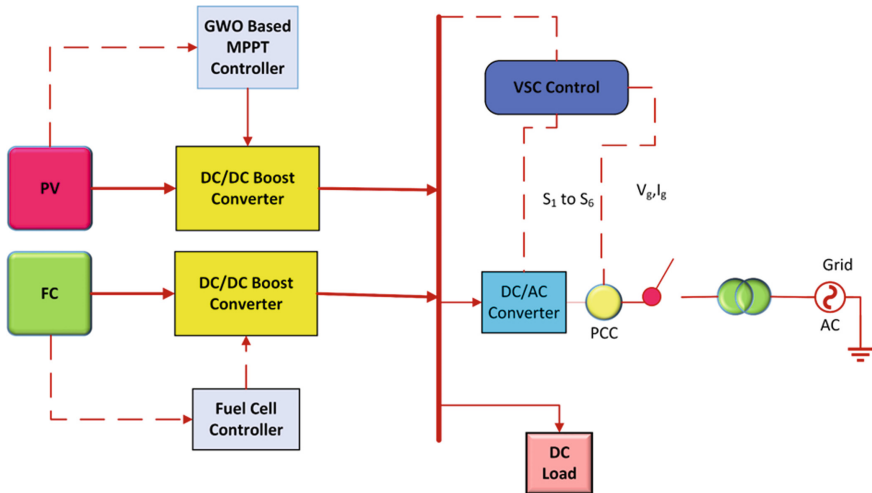 GWO Based
MPPT
Controller
VSC Control
PV
DC/DC Boost
Converter
S₁ to S₆
Vg,Ig
FC
DC/DC Boost
Converter
DC/AC
Converter
PCC
Grid
AC
Fuel Cell
Controller
DC
Load